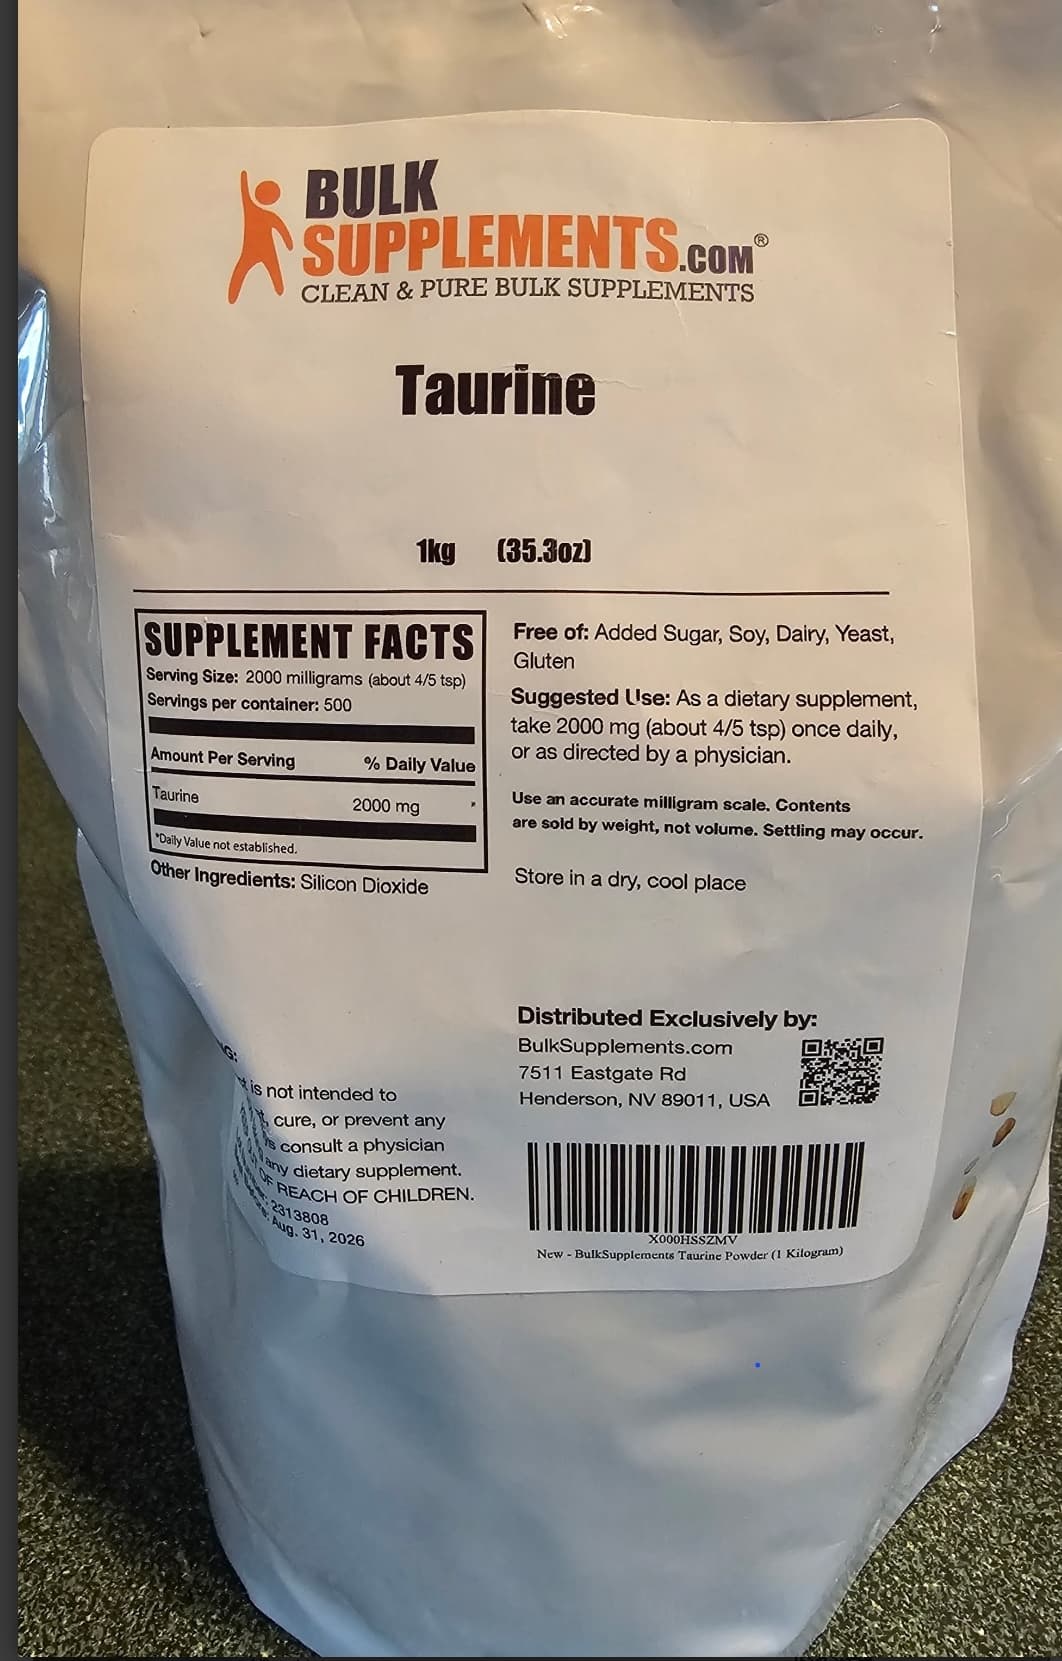 BULK
SUPPLEMENTS.COM®
CLEAN & PURE BULK SUPPLEMENTS
Taurine
1kg (35.3oz)
SUPPLEMENT FACTS
Serving Size: 2000 milligrams (about 4/5 tsp)
Servings per container: 500
Amount Per Serving % Daily Value
Taurine 2000 mg *
*Daily Value not established.
Other Ingredients: Silicon Dioxide
Free of: Added Sugar, Soy, Dairy, Yeast,
Gluten
Suggested Use: As a dietary supplement,
take 2000 mg (about 4/5 tsp) once daily,
or as directed by a physician.
Use an accurate milligram scale. Contents
are sold by weight, not volume. Settling may occur.
Store in a dry, cool place
is not intended to
cure, or prevent any
consult a physician
any dietary supplement.
OF REACH OF CHILDREN.
2313808
Aug. 31, 2026
Distributed Exclusively by:
BulkSupplements.com
7511 Eastgate Rd
Henderson, NV 89011, USA
X000HSSZMV
New - BulkSupplements Taurine Powder (1 Kilogram)